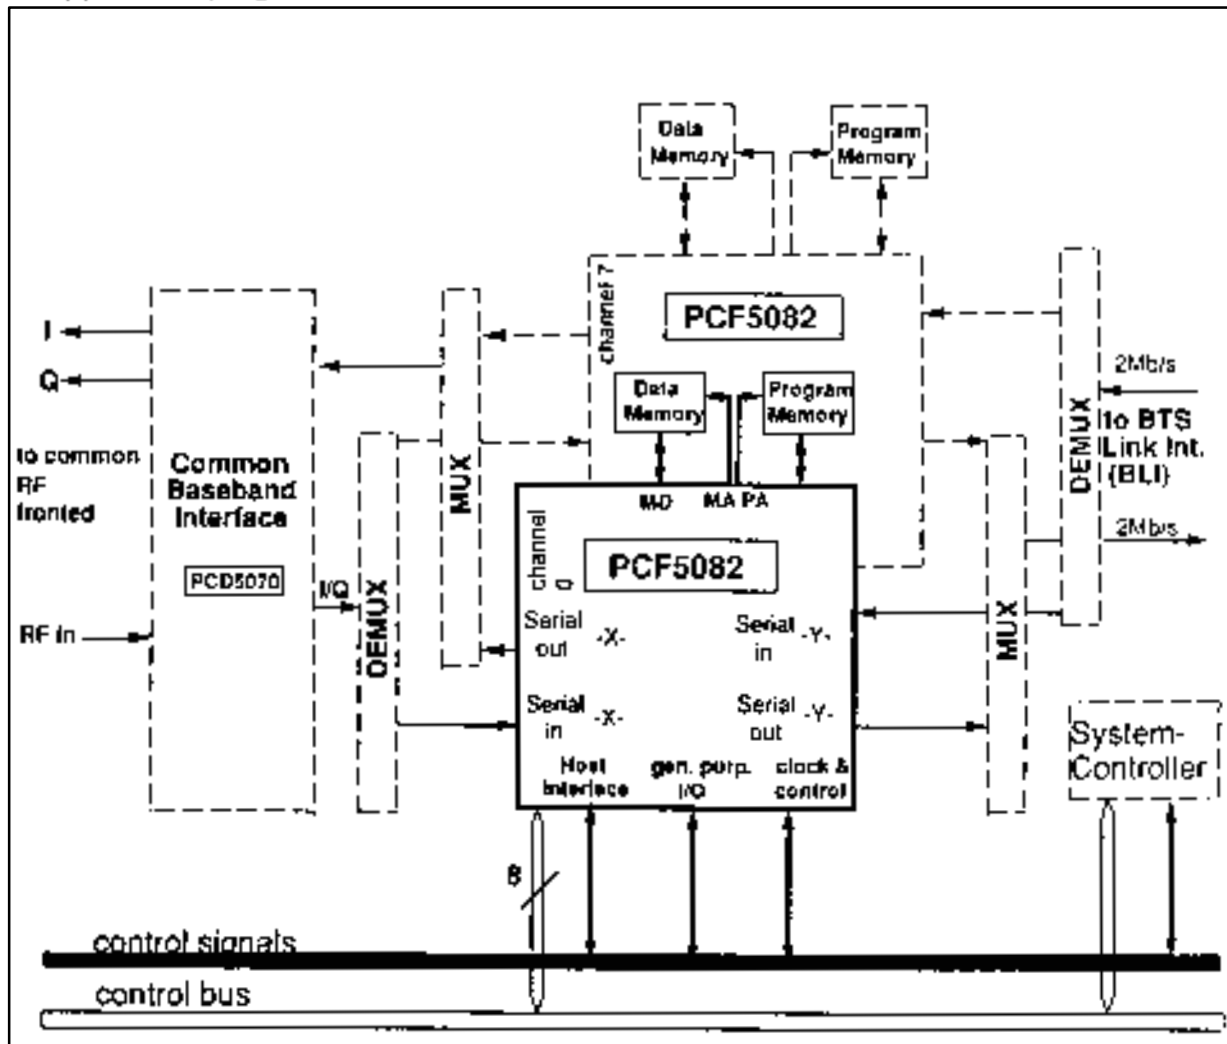 Data
Memory
Program
Memory
channel 7
PCF5082
I
Q
to common
RF
fronted
Common
Baseband
Interface
PCD5070
I/Q
RF in
DEMUX
MUX
Data
Memory
Program
Memory
MD
MA PA
channel
0
PCF5082
Serial
out
-X-
Serial
in
-Y-
Serial
in
-X-
Serial
out
-Y-
Host
Interface
gen. purp.
I/O
clock &
control
MUX
DEMUX
2Mb/s
to BTS
Link Int.
(BLI)
2Mb/s
System-
Controller
8
control signals
control bus